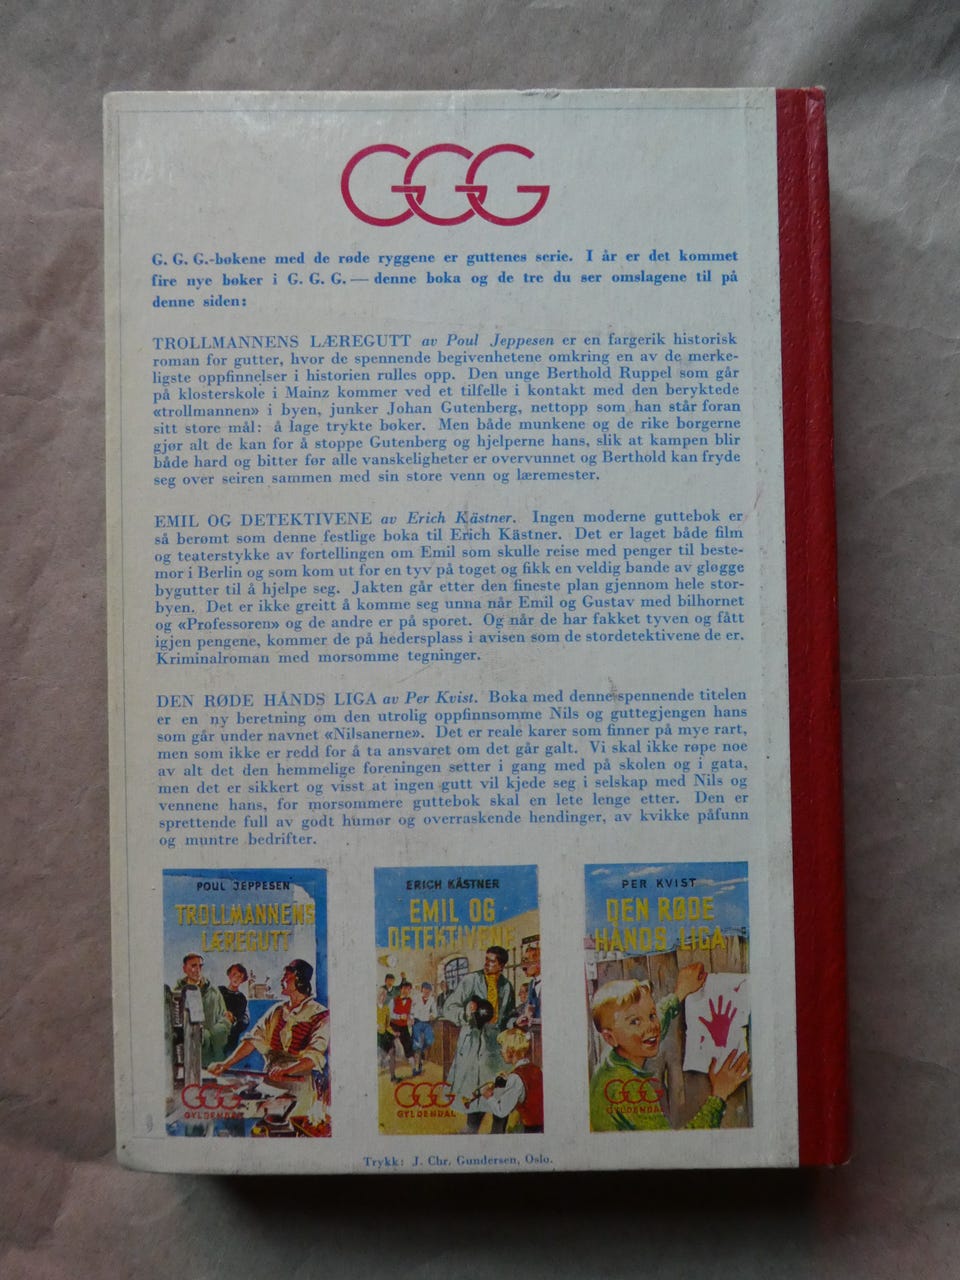 GGG
G. G. G.-bøkene med de røde ryggene er guttenes serie. I år er det kommet
fire nye bøker i G. G. G. — denne boka og de tre du ser omslagene til på
denne siden:
TROLLMANNENS LÆREGUTT av Poul Jeppesen er en fargerik historisk
roman for gutter, hvor de spennende begivenhetene omkring en av de merke-
ligste oppfinnelser i historien rulles opp. Den unge Berthold Ruppel som går
på klosterskole i Mainz kommer ved et tilfelle i kontakt med den beryktede
«trollmannen» i byen, junker Johan Gutenberg, nettopp som han står foran
sitt store mål: å lage trykte bøker. Men både munkene og de rike borgerne
gjør alt de kan for å stoppe Gutenberg og hjelperne hans, slik at kampen blir
både hard og bitter før alle vanskeligheter er overvunnet og Berthold kan fryde
seg over seiren sammen med sin store venn og læremester.
EMIL OG DETEKTIVENE av Erich Kästner. Ingen moderne guttebok er
så berømt som denne festlige boka til Erich Kästner. Det er laget både film
og teaterstykke av fortellingen om Emil som skulle reise med penger til beste-
mor i Berlin og som kom ut for en tyv på toget og fikk en veldig bande av gløgge
bygutter til å hjelpe seg. Jakten går etter den fineste plan gjennom hele stor-
byen. Det er ikke greitt å komme seg unna når Emil og Gustav med bilhornet
og «Professoren» og de andre er på sporet. Og når de har fakket tyven og fått
igjen pengene, kommer de på hedersplass i avisen som de stordetektivene de er.
Kriminalroman med morsomme tegninger.
DEN RØDE HÅNDS LIGA av Per Kvist. Boka med denne spennende titelen
er en ny beretning om den utrolig oppfinnsomme Nils og guttegjengen hans
som går under navnet «Nilsanerne». Det er reale karer som finner på mye rart,
men som ikke er redd for å ta ansvaret om det går galt. Vi skal ikke røpe noe
av alt det den hemmelige foreningen setter i gang med på skolen og i gata,
men det er sikkert og visst at ingen gutt vil kjede seg i selskap med Nils og
vennene hans, for morsommere guttebok skal en lete lenge etter. Den er
sprettende full av godt humør og overraskende hendinger, av kvikke påfunn
og muntre bedrifter.
POUL JEPPESEN
TROLLMANNENS
LÆREGUTT
GGG
GYLDENDAL
ERICH KÄSTNER
EMIL OG
DETEKTIVENE
GGG
GYLDENDAL
PER KVIST
DEN RØDE
HÅNDS LIGA
GGG
GYLDENDAL
Trykk: J. Chr. Gundersen, Oslo.